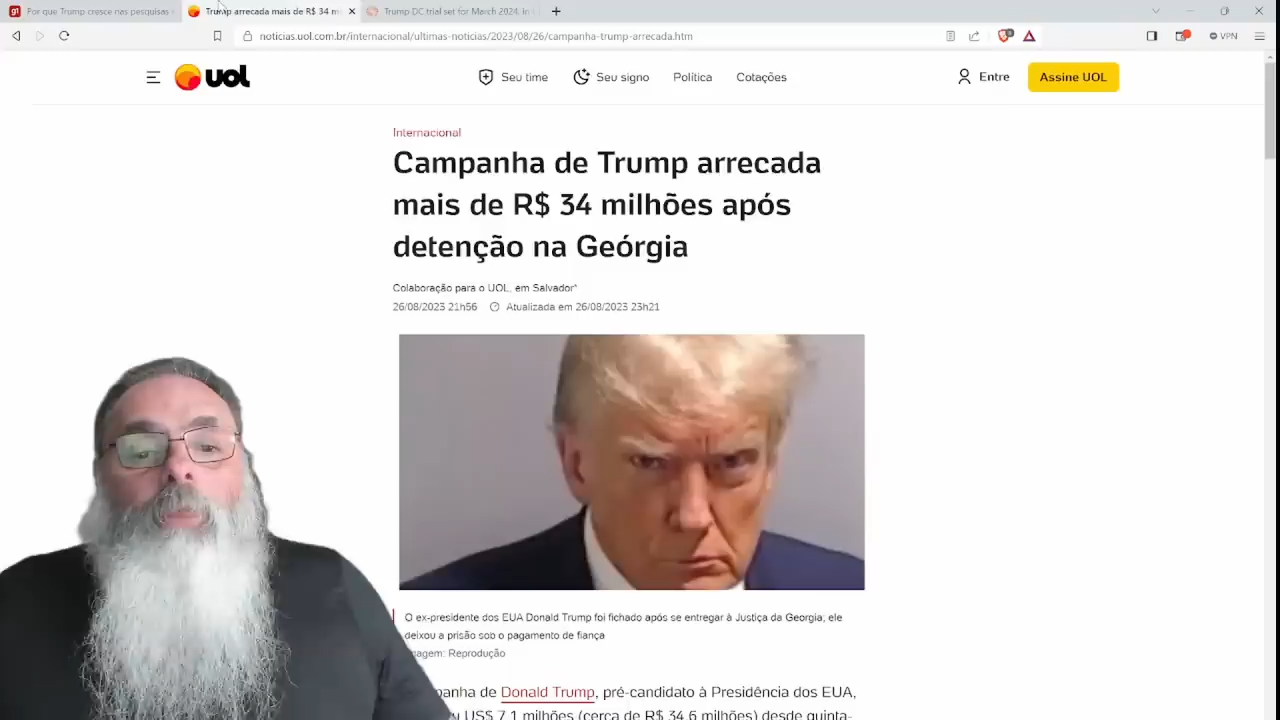 Por que Trump cresce nas pesquisas
Trump arrecada mais de R$ 34 m
Trump DC trial set for March 2024. In
noticias.uol.com.br/internacional/ultimas-noticias/2023/08/26/campanha-trump-arrecada.htm
VPN
UOL
Seu time
Seu signo
Política
Cotações
Entre
Assine UOL
Internacional
Campanha de Trump arrecada
mais de R$ 34 milhões após
detenção na Geórgia
Colaboração para o UOL, em Salvador*
26/08/2023 21h56
Atualizada em 26/08/2023 23h21
O ex-presidente dos EUA Donald Trump foi fichado após se entregar à Justiça da Georgia; ele
deixou a prisão sob o pagamento de fiança
magem: Reprodução
panha de Donald Trump, pré-candidato à Presidência dos EUA,
US$ 7,1 milhões (cerca de R$ 34,6 milhões) desde quinta-